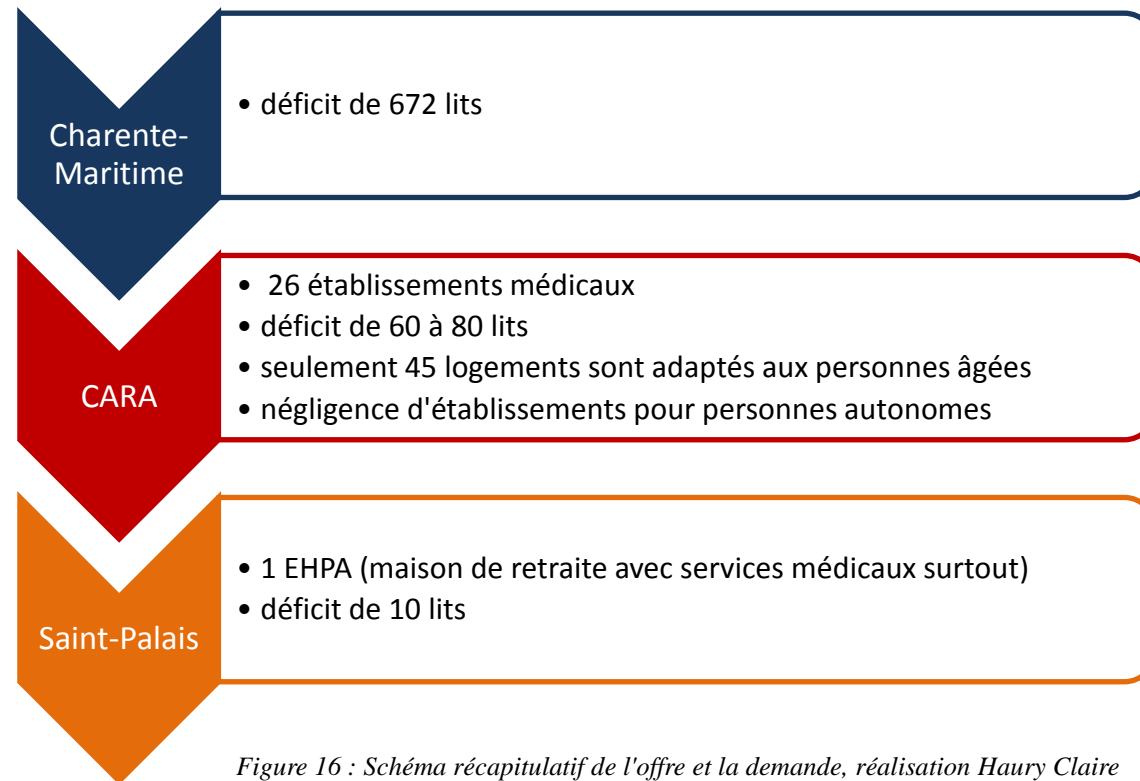 Charente-
Maritime
• déficit de 672 lits
CARA
• 26 établissements médicaux
• déficit de 60 à 80 lits
• seulement 45 logements sont adaptés aux personnes âgées
• négligence d'établissements pour personnes autonomes
Saint-Palais
• 1 EHPA (maison de retraite avec services médicaux surtout)
• déficit de 10 lits
Figure 16 : Schéma récapitulatif de l'offre et la demande, réalisation Haury Claire